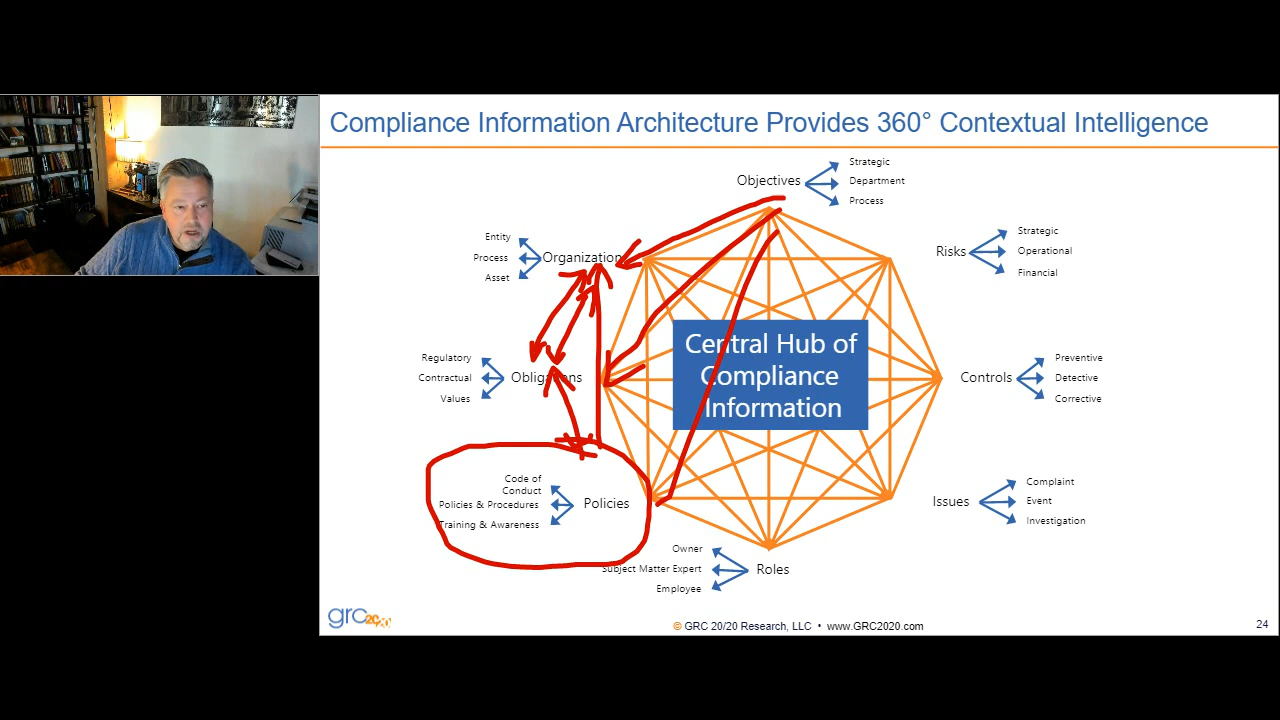 Compliance Information Architecture Provides 360° Contextual Intelligence
Objectives
Strategic
Department
Process
Risks
Strategic
Operational
Financial
Controls
Preventive
Detective
Corrective
Issues
Complaint
Event
Investigation
Roles
Owner
Subject Matter Expert
Employee
Policies
Code of
Conduct
Policies & Procedures
Training & Awareness
Obligations
Regulatory
Contractual
Values
Organization
Entity
Process
Asset
Central Hub of
Compliance
Information
grc2020
© GRC 20/20 Research, LLC • www.GRC2020.com
24